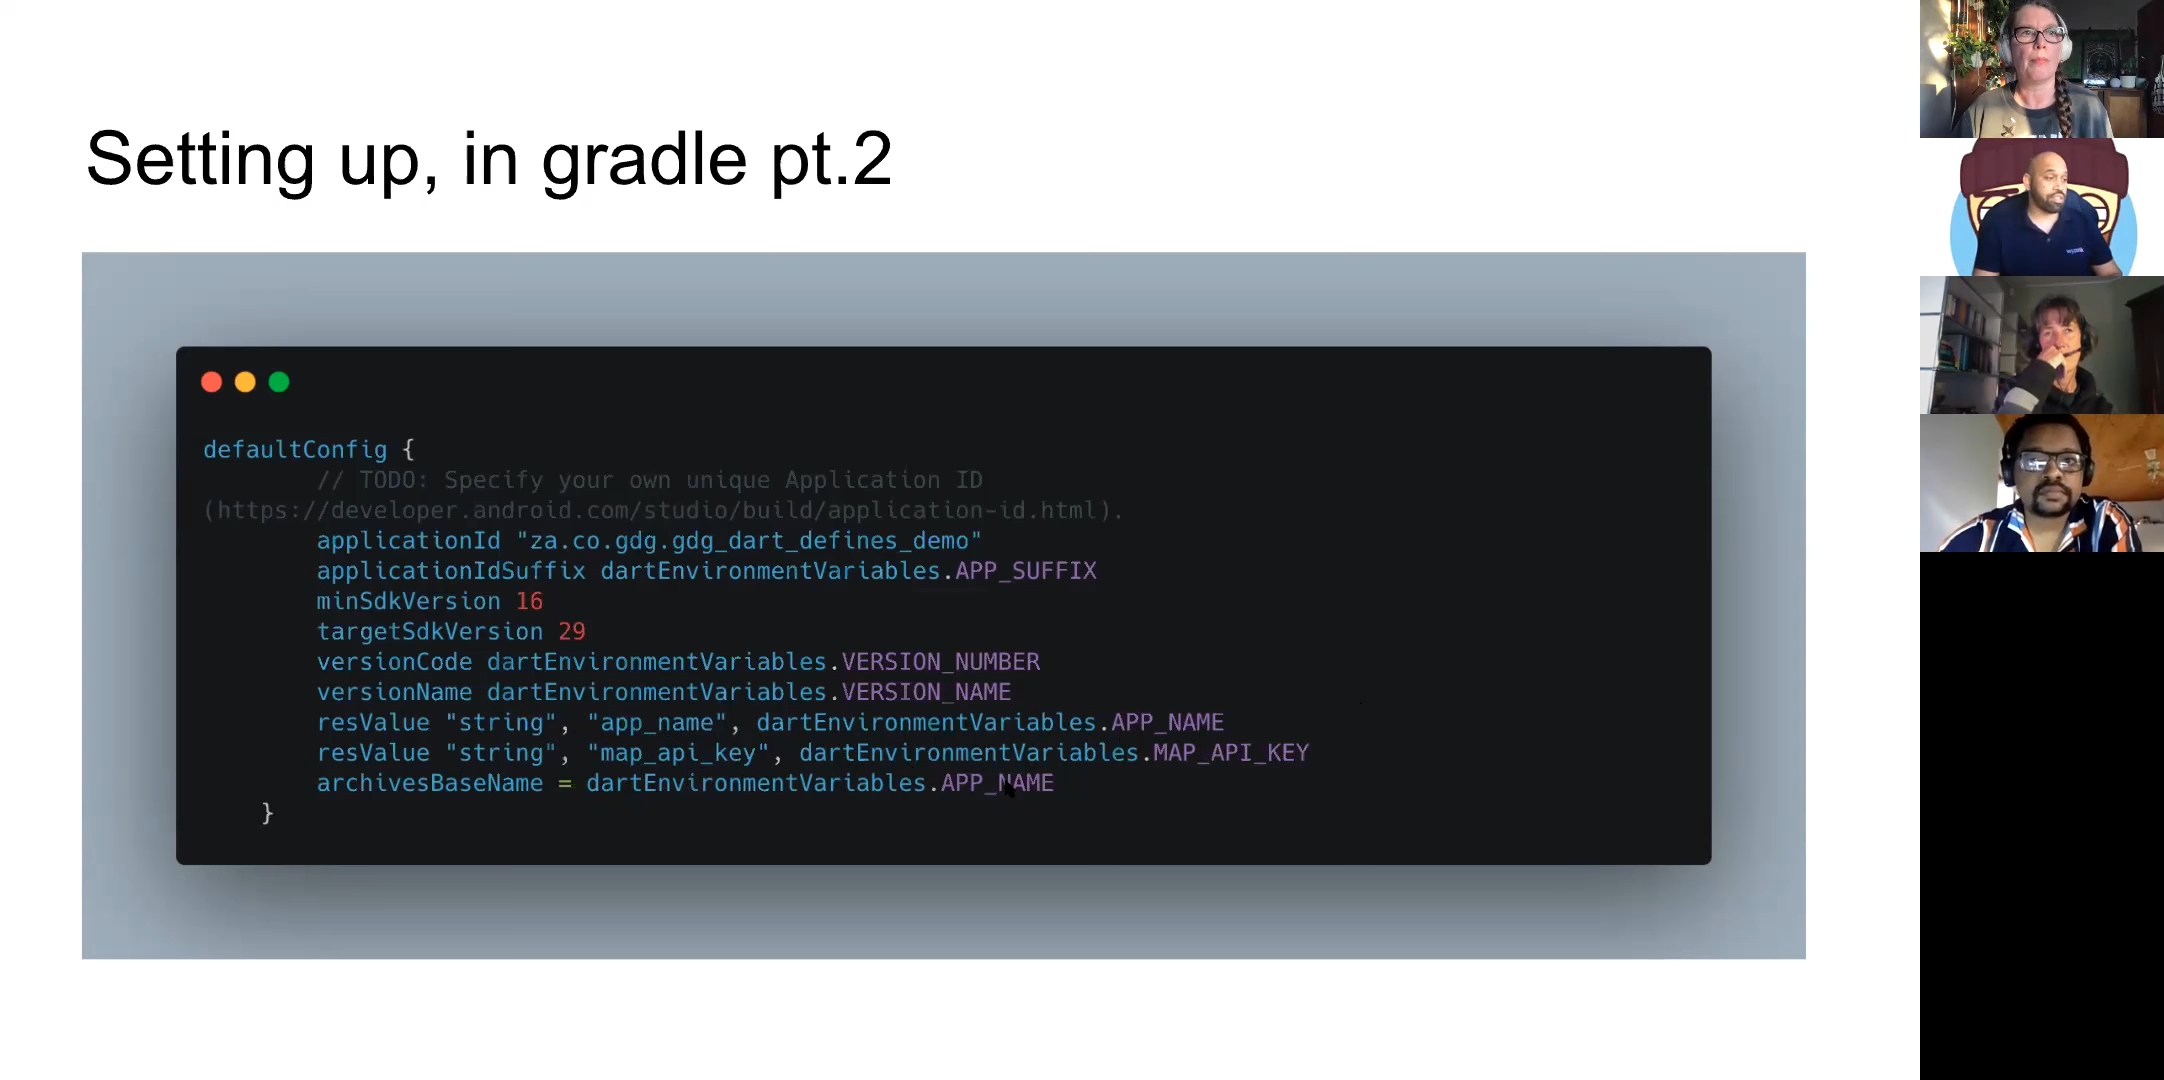 Setting up, in gradle pt.2
defaultConfig {
// TODO: Specify your own unique Application ID
(https://developer.android.com/studio/build/application-id.html).
applicationId "za.co.gdg.gdg_dart_defines_demo"
applicationIdSuffix dartEnvironmentVariables.APP_SUFFIX
minSdkVersion 16
targetSdkVersion 29
versionCode dartEnvironmentVariables.VERSION_NUMBER
versionName dartEnvironmentVariables.VERSION_NAME
resValue "string", "app_name", dartEnvironmentVariables.APP_NAME
resValue "string", "map_api_key", dartEnvironmentVariables.MAP_API_KEY
archivesBaseName = dartEnvironmentVariables.APP_NAME
}